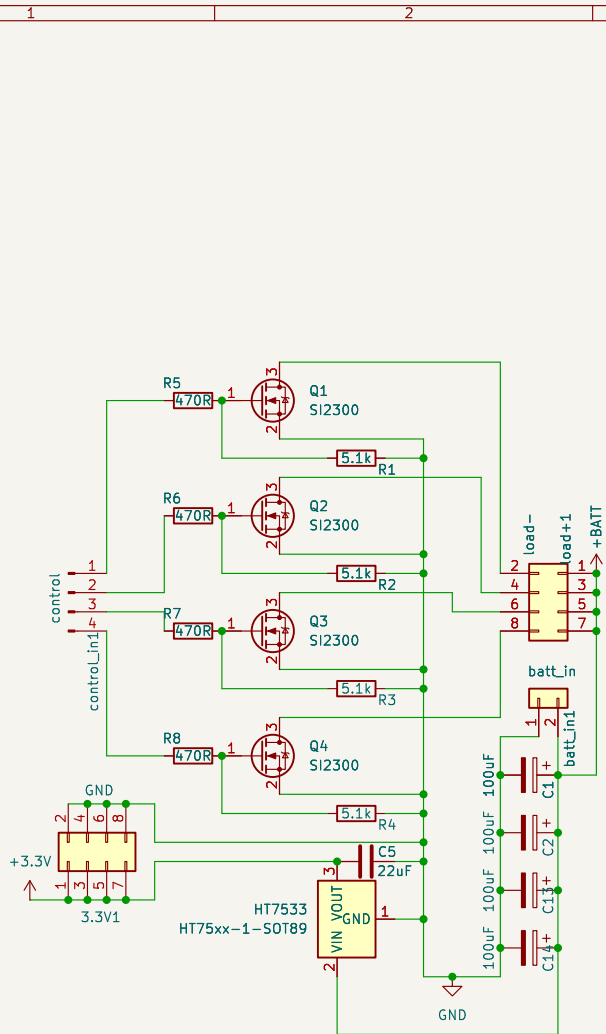 1
2
R5
470R
1
3
2
Q1
SI2300
5.1k
R1
R6
470R
1
3
2
Q2
SI2300
5.1k
R2
control
1
2
3
4
control_in1
R7
470R
1
3
2
Q3
SI2300
5.1k
R3
load-
load+1
+BATT
2
4
6
8
1
3
5
7
batt_in
1
2
batt_in1
R8
470R
1
3
2
Q4
SI2300
5.1k
R4
100uF
+
C1
100uF
+
C2
100uF
+
C13
100uF
+
C14
GND
2
4
6
8
+3.3V
1
3
5
7
3.3V1
C5
22uF
3
HT7533
HT75xx-1-SOT89
VOUT
GND
VIN
1
2
GND